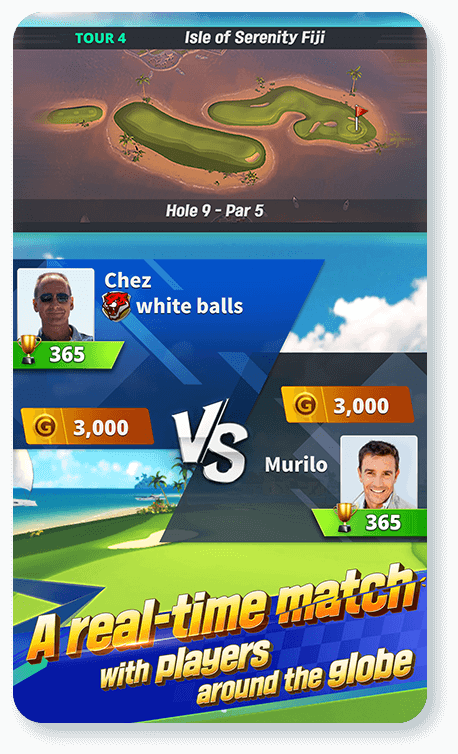 TOUR 4 Isle of Serenity Fiji
Hole 9 - Par 5
Chez
white balls
365
G 3,000
VS
G 3,000
Murilo
365
A real-time match
with players
around the globe